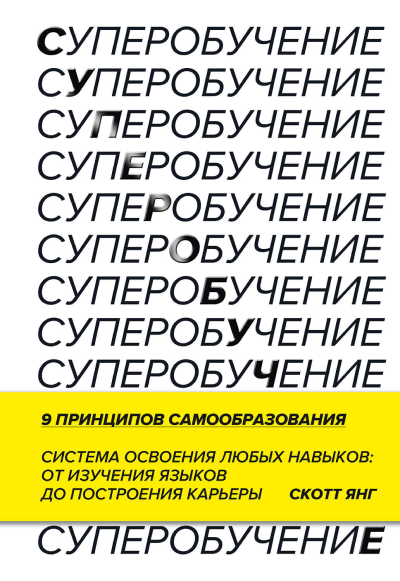 СУПЕРОБУЧЕНИЕ
СУПЕРОБУЧЕНИЕ
СУПЕРОБУЧЕНИЕ
СУПЕРОБУЧЕНИЕ
СУПЕРОБУЧЕНИЕ
СУПЕРОБУЧЕНИЕ
СУПЕРОБУЧЕНИЕ
СУПЕРОБУЧЕНИЕ
СУПЕРОБУЧЕНИЕ
9 ПРИНЦИПОВ САМООБРАЗОВАНИЯ
СИСТЕМА ОСВОЕНИЯ ЛЮБЫХ НАВЫКОВ:
ОТ ИЗУЧЕНИЯ ЯЗЫКОВ
ДО ПОСТРОЕНИЯ КАРЬЕРЫ СКОТТ ЯНГ
СУПЕРОБУЧЕНИЕ